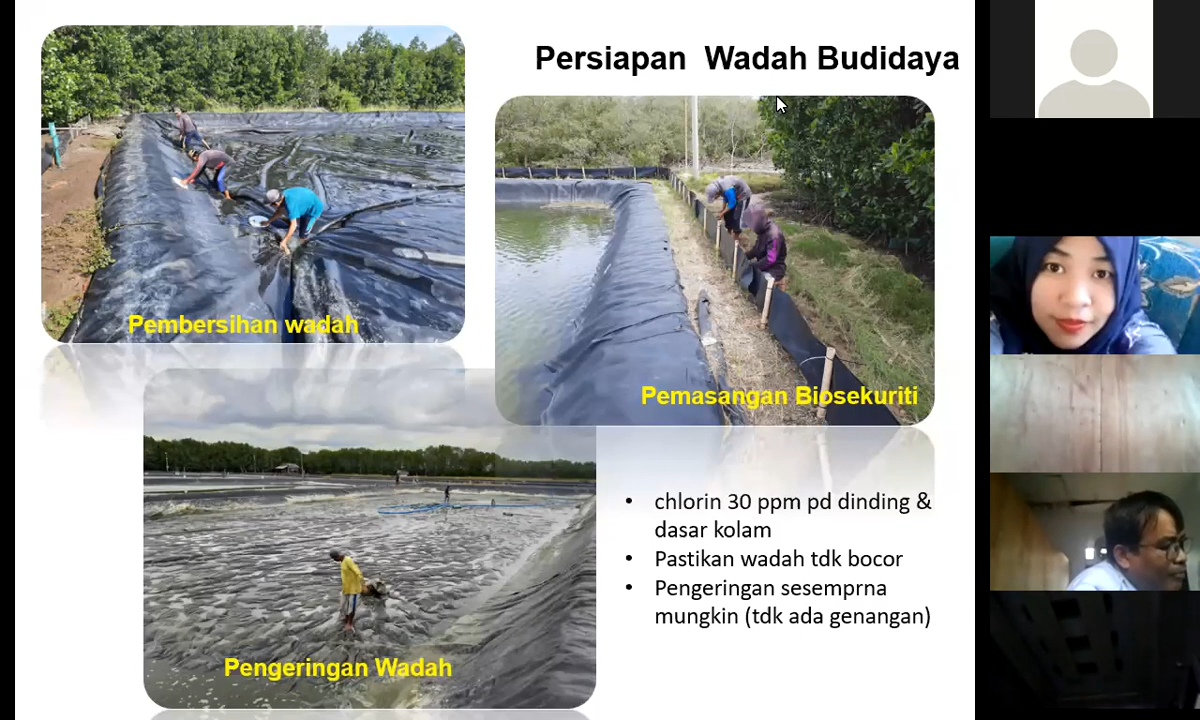 Persiapan  Wadah Budidaya
Pembersihan wadah
Pemasangan Biosekuriti
chlorin 30 ppm pd dinding &
dasar kolam
Pastikan wadah tdk bocor
Pengeringan sesemprna
mungkin (tdk ada genangan)
Pengeringan Wadah